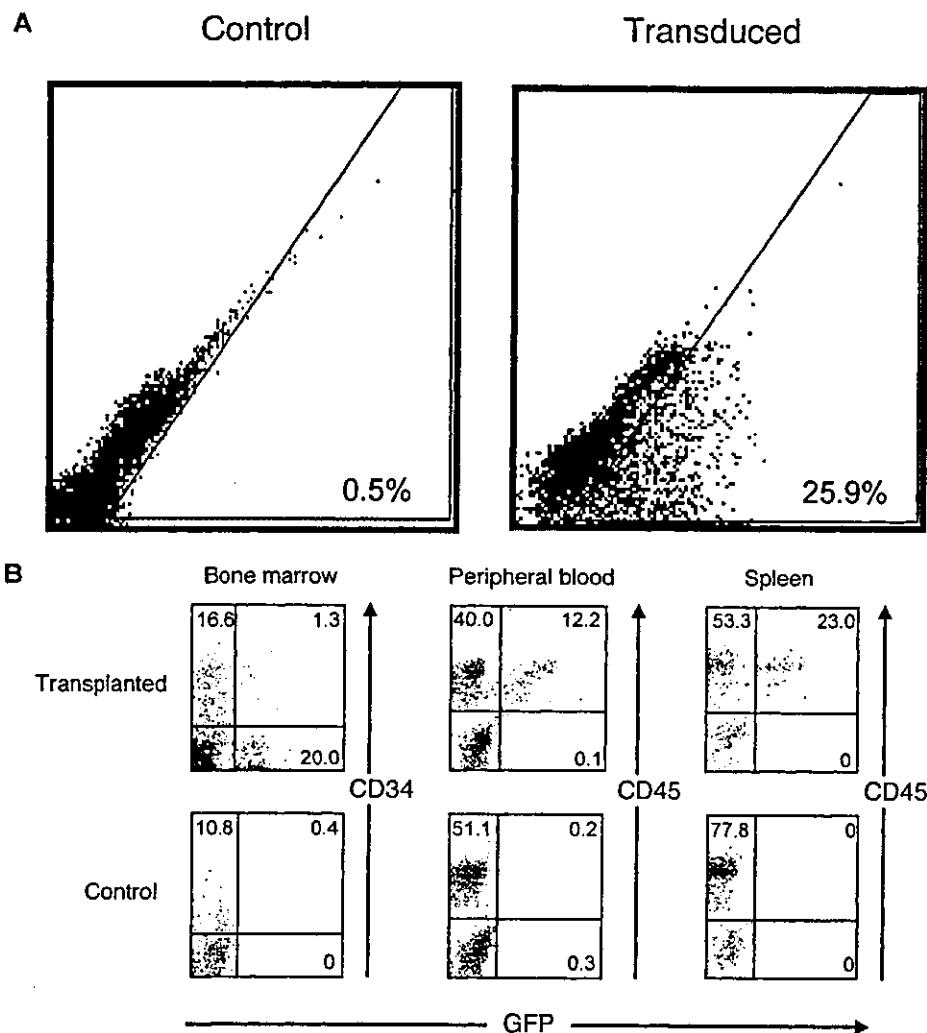 A
Control
Transduced
0.5%
25.9%
B
Bone marrow
Peripheral blood
Spleen
Transplanted
16.6
1.3
20.0
CD34
40.0
12.2
0.1
CD45
53.3
23.0
0
CD45
Control
10.8
0.4
0
51.1
0.2
0.3
77.8
0
0
GFP